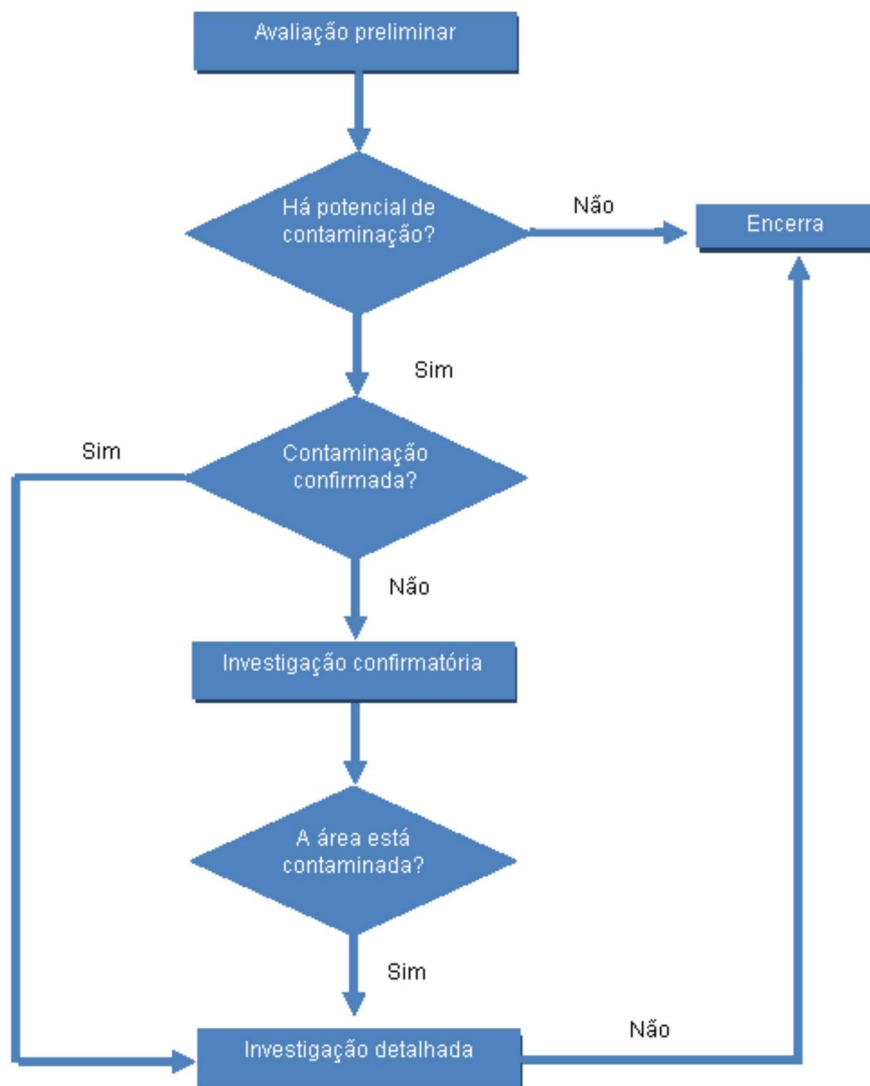 Avaliação preliminar
Há potencial de
contaminação?
Não
Encerra
Sim
Contaminação
confirmada?
Sim
Não
Investigação confirmatória
A área está
contaminada?
Sim
Investigação detalhada
Não